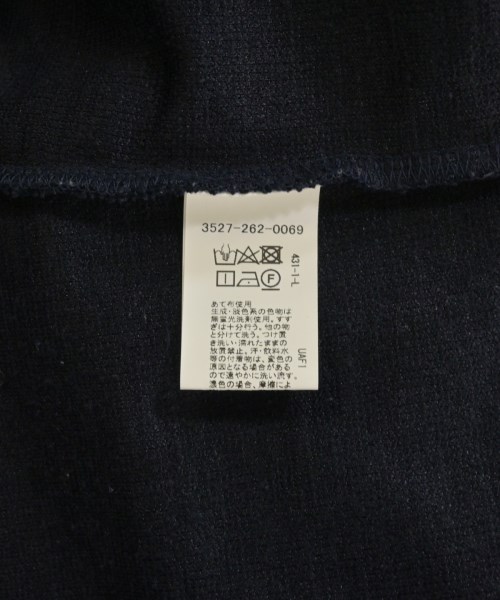 3527-262-0069
F
431-1-L
あて布使用
生成・淡色系の色物は
無蛍光洗剤使用。すす
ぎは十分行う。他の物
と分けて洗う。つけ置
き洗い・濡れたままの
放置禁止。汗・飲料水
等の付着物は、変色の
原因となる場合がある
ので速やかに洗い流す。
濃色の場合、摩擦によ
UAF1